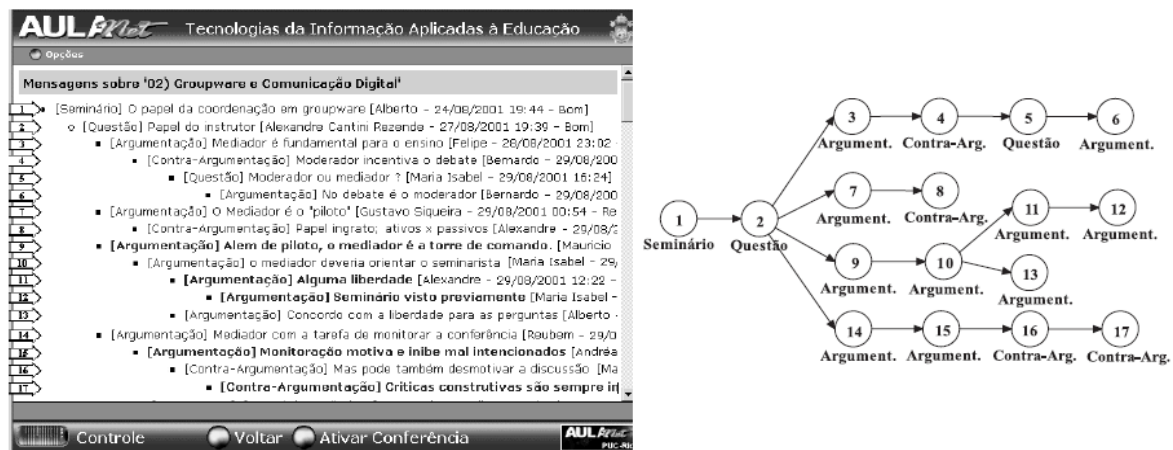 AULANet Tecnologias da Informação Aplicadas à Educação
Opções
Mensagens sobre '02) Groupware e Comunicação Digital'
1 [Seminário] O papel da coordenação em groupware [Alberto - 24/08/2001 19:44 - Bom]
2 [Questão] Papel do instrutor [Alexandre Cantini Rezende - 27/08/2001 19:39 - Bom]
3 [Argumentação] Mediador é fundamental para o ensino [Felipe - 28/08/2001 23:02 -
4 [Contra-Argumentação] Moderador incentiva o debate [Bernardo - 29/08/200
5 [Questão] Moderador ou mediador ? [Maria Isabel - 29/08/2001 16:24]
6 [Argumentação] No debate é o moderador [Bernardo - 29/08/200
7 [Argumentação] O Mediador é o "piloto" [Gustavo Siqueira - 29/08/2001 00:54 - Re
8 [Contra-Argumentação] Papel ingrato; ativos x passivos [Alexandre - 29/08/2
9 [Argumentação] Alem de piloto, o mediador é a torre de comando. [Mauricio
10 [Argumentação] o mediador deveria orientar o seminarista [Maria Isabel - 29/
11 [Argumentação] Alguma liberdade [Alexandre - 29/08/2001 12:22 -
12 [Argumentação] Seminário visto previamente [Maria Isabel -
13 [Argumentação] Concordo com a liberdade para as perguntas [Alberto -
14 [Argumentação] Mediador com a tarefa de monitorar a conferência [Reubem - 29/0
15 [Argumentação] Monitoração motiva e inibe mal intencionados [Andréa
16 [Contra-Argumentação] Mas pode também desmotivar a discussão [Ma
17 [Contra-Argumentação] Criticas construtivas são sempre in
Controle Voltar Ativar Conferência AULANet
PUC-Rio
3 4 5 6
Argument. Contra-Arg. Questão Argument.
7 8
Argument. Contra-Arg.
11 12
Argument. Argument.
1 2
Seminário Questão
9 10 13
Argument. Argument. Argument.
14 15 16 17
Argument. Argument. Contra-Arg. Contra-Arg.